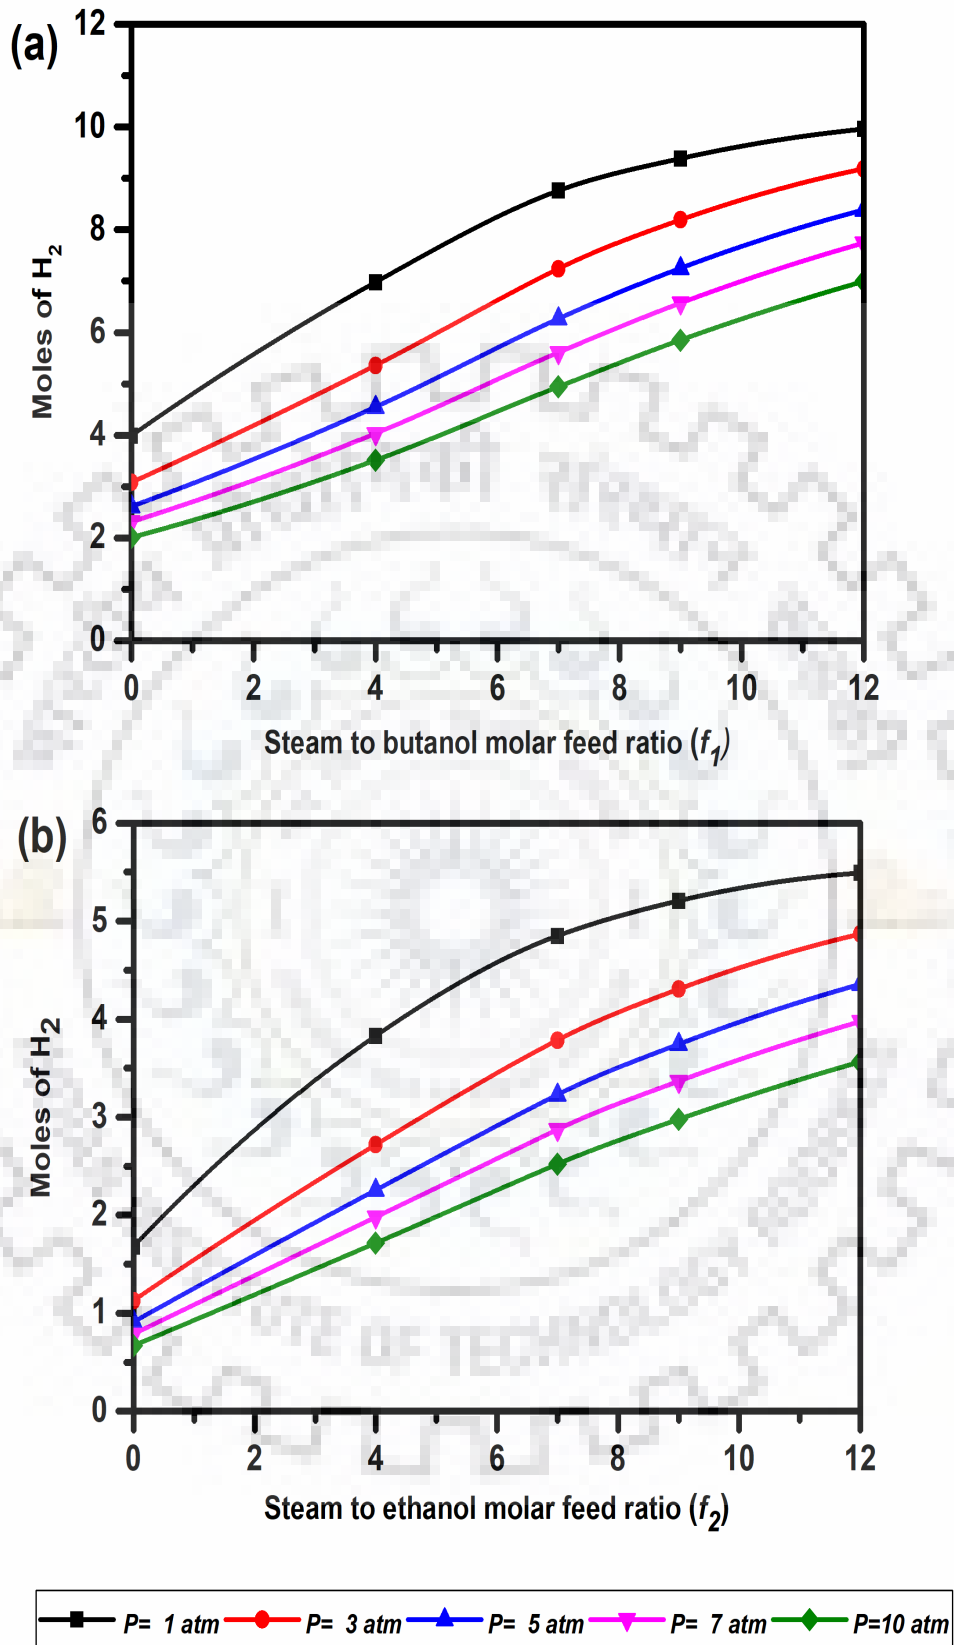 (a)
12
10
8
6
4
2
0
Moles of H2
0 2 4 6 8 10 12
Steam to butanol molar feed ratio (f1)
(b)
6
5
4
3
2
1
0
Moles of H2
0 2 4 6 8 10 12
Steam to ethanol molar feed ratio (f2)
P= 1 atm P= 3 atm P= 5 atm P= 7 atm P=10 atm